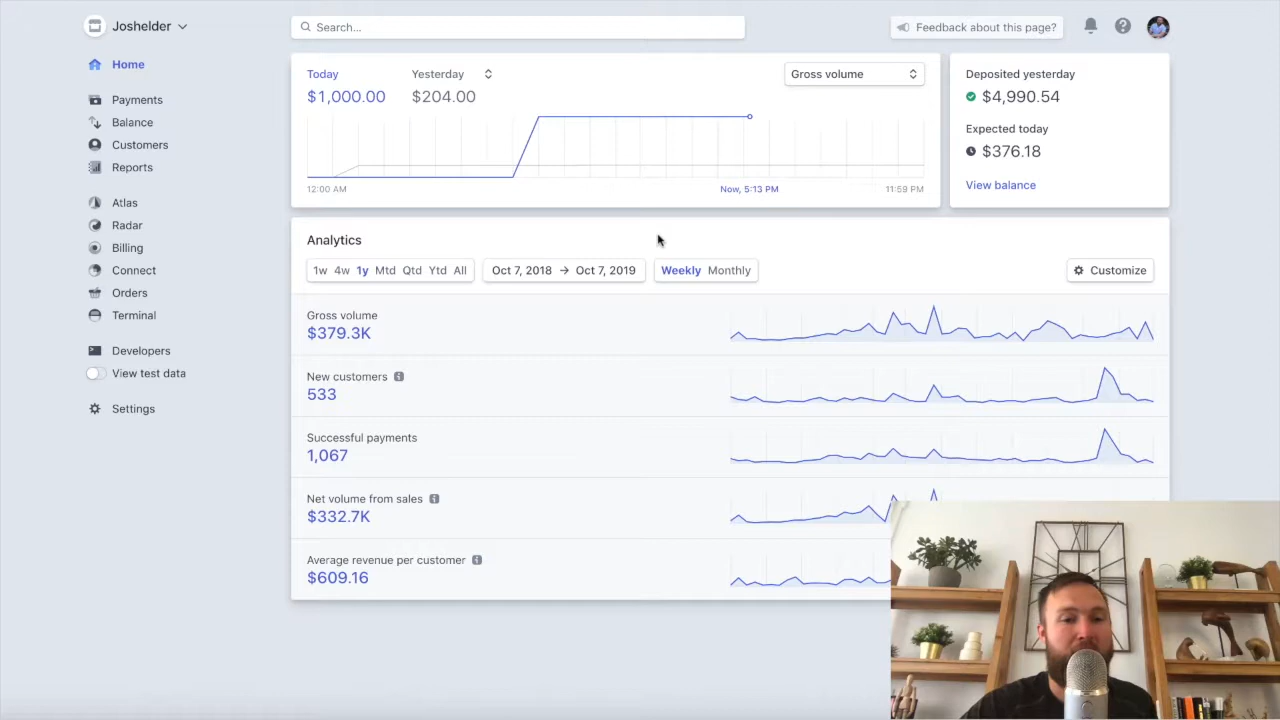 Joshelder
Search...
Feedback about this page?
Home
Payments
Balance
Customers
Reports
Atlas
Radar
Billing
Connect
Orders
Terminal
Developers
View test data
Settings
Today
Yesterday
Gross volume
$1,000.00
$204.00
12:00 AM
Now, 5:13 PM
11:59 PM
Deposited yesterday
$4,990.54
Expected today
$376.18
View balance
Analytics
1w 4w 1y Mtd Qtd Ytd All
Oct 7, 2018 → Oct 7, 2019
Weekly Monthly
Customize
Gross volume
$379.3K
New customers
533
Successful payments
1,067
Net volume from sales
$332.7K
Average revenue per customer
$609.16